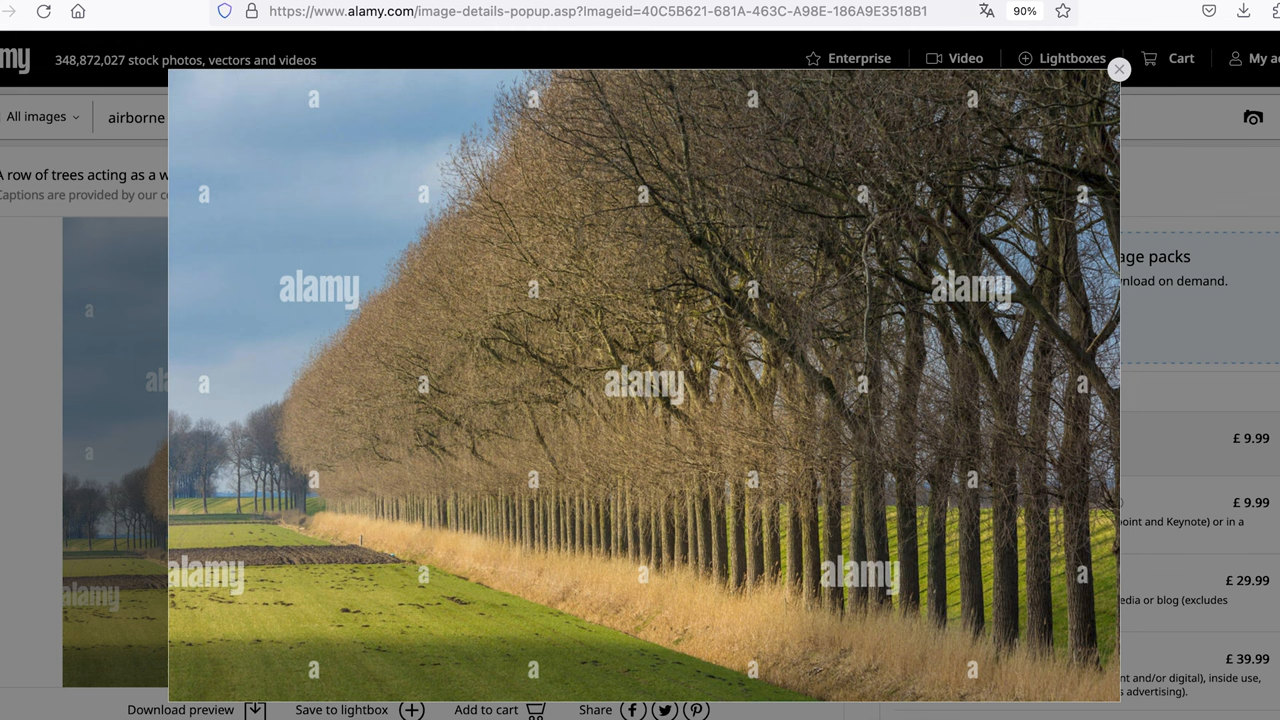 https://www.alamy.com/image-details-popup.asp?Imageid=40C5B621-681A-463C-A98E-186A9E3518B1
90%
my
348,872,027 stock photos, vectors and videos
Enterprise
Video
Lightboxes
Cart
My a
All images
airborne
A row of trees acting as a w
Captions are provided by our c
a a a a
a a a a a
alamy a a alamy
a a alamy a a
al
a
a
a a a a
alamy a a alamy a
alamy
a a a a
age packs
nload on demand.
£ 9.99
£ 9.99
oint and Keynote) or in a
£ 29.99
edia or blog (excludes
£ 39.99
nt and/or digital), inside use,
s advertising).
Download preview
Save to lightbox
Add to cart
Share